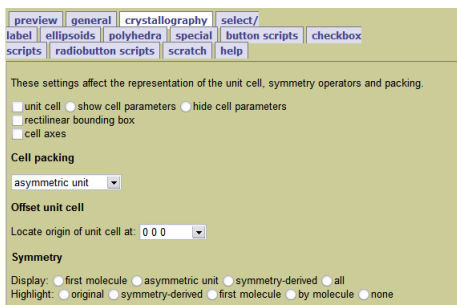 preview general crystallography select/
label ellipsoids polyhedra special button scripts checkbox
scripts radiobutton scripts scratch help
These settings affect the representation of the unit cell, symmetry operators and packing.
unit cell show cell parameters hide cell parameters
rectilinear bounding box
cell axes
Cell packing
asymmetric unit
Offset unit cell
Locate origin of unit cell at: 0 0 0
Symmetry
Display: first molecule asymmetric unit symmetry-derived all
Highlight: original symmetry-derived first molecule by molecule none